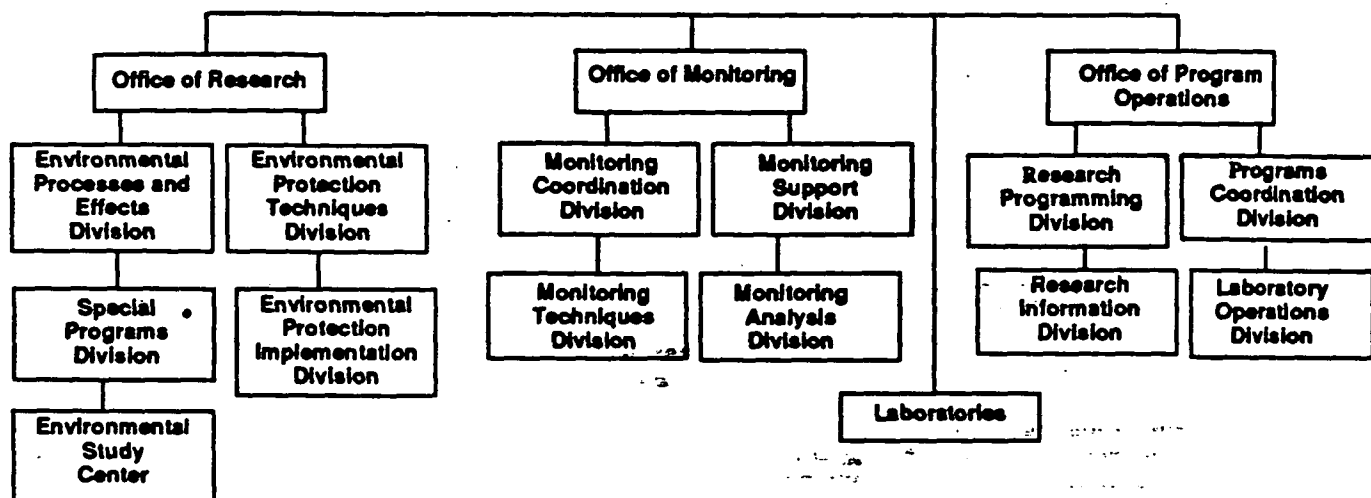 Office of Research
Office of Monitoring
Office of Program
Operations
Environmental
Processes and
Effects
Division
Environmental
Protection
Techniques
Division
Monitoring
Coordination
Division
Monitoring
Support
Division
Research
Programming
Division
Programs
Coordination
Division
Special
Programs
Division
Environmental
Protection
Implementation
Division
Monitoring
Techniques
Division
Monitoring
Analysis
Division
Research
Information
Division
Laboratory
Operations
Division
Laboratories
Environmental
Study
Center